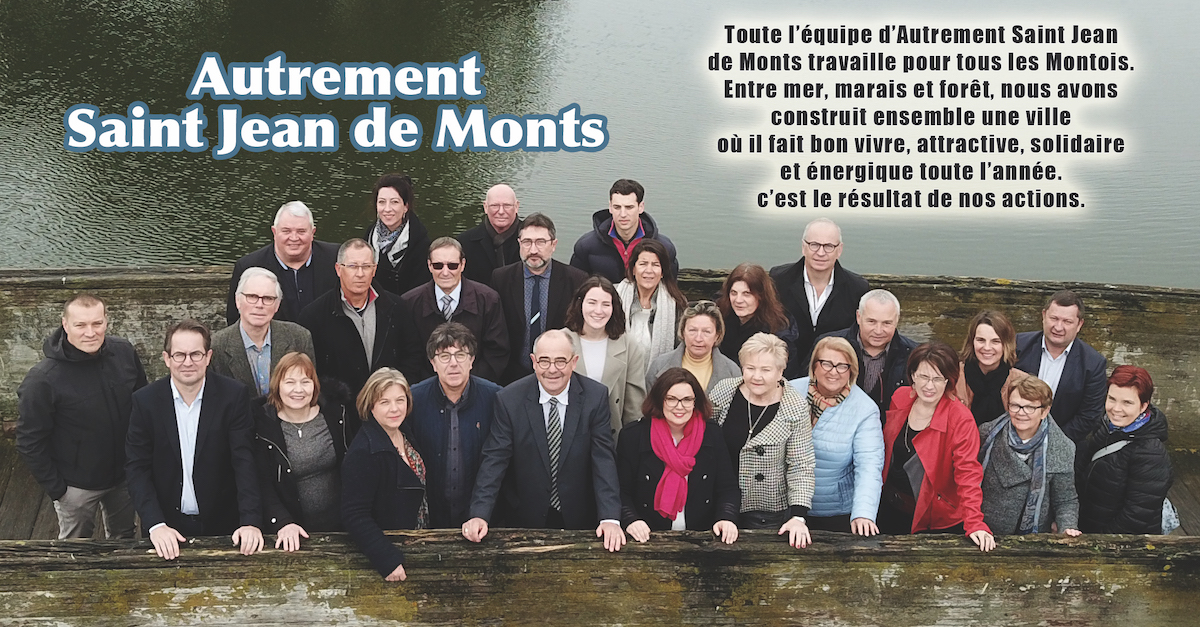 Autrement
Saint Jean de Monts
Toute l'équipe d'Autrement Saint Jean
de Monts travaille pour tous les Montois.
Entre mer, marais et forêt, nous avons
construit ensemble une ville
où il fait bon vivre, attractive, solidaire
et énergique toute l'année.
c'est le résultat de nos actions.